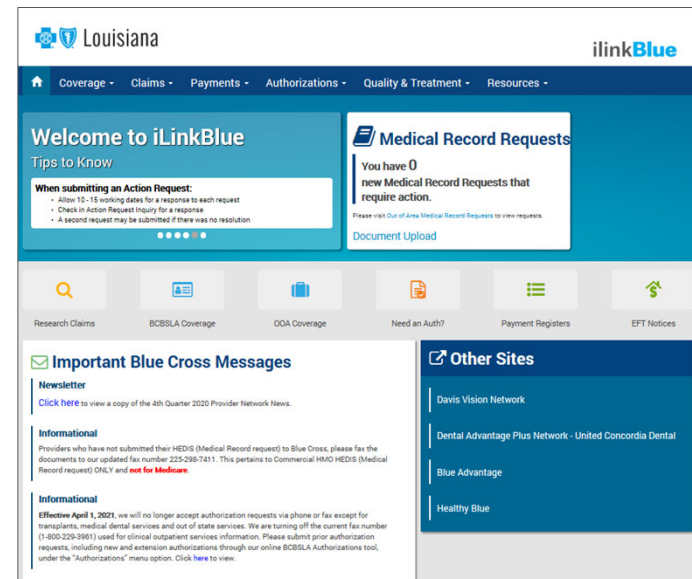 Louisiana
ilinkBlue
Coverage
Claims
Payments
Authorizations
Quality & Treatment
Resources
Welcome to iLinkBlue
Tips to Know
When submitting an Action Request:
• Allow 10 - 15 working dates for a response to each request
• Check in Action Request Inquiry for a response
• A second request may be submitted if there was no resolution
Medical Record Requests
You have 0
new Medical Record Requests that
require action.
Please visit Out of Area Medical Record Requests to view requests.
Document Upload
Research Claims
BCBSLA Coverage
OOA Coverage
Need an Auth?
Payment Registers
EFT Notices
Important Blue Cross Messages
Newsletter
Click here to view a copy of the 4th Quarter 2020 Provider Network News.
Informational
Providers who have not submitted their HEDIS (Medical Record request) to Blue Cross, please fax the
documents to our updated fax number 225-298-7411. This pertains to Commercial HMO HEDIS (Medical
Record request) ONLY and not for Medicare.
Informational
Effective April 1, 2021, we will no longer accept authorization requests via phone or fax except for
transplants, medical dental services and out of state services. We are turning off the current fax number
(1-800-229-3961) used for clinical outpatient services information. Please submit prior authorization
requests, including new and extension authorizations through our online BCBSLA Authorizations tool,
under the "Authorizations" menu option. Click here to view.
Other Sites
Davis Vision Network
Dental Advantage Plus Network - United Concordia Dental
Blue Advantage
Healthy Blue